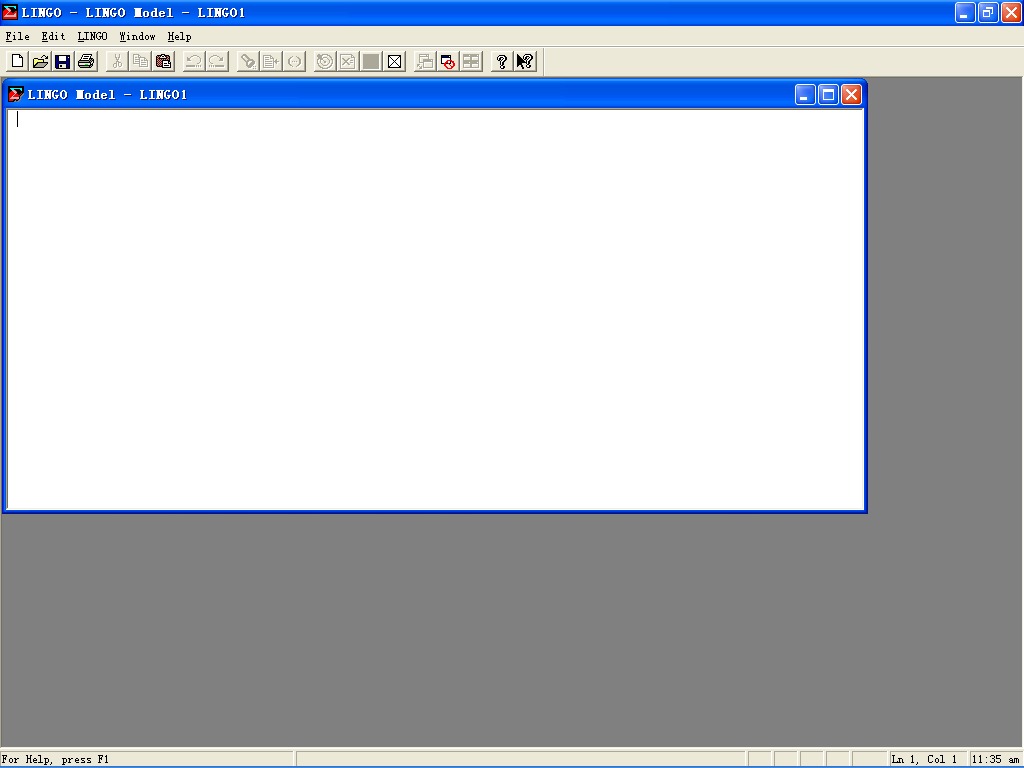 LINGO - LINGO Model - LINGO1
File Edit LINGO Window Help
LINGO Model - LINGO1
For Help, press F1
Ln 1, Col 1
11:35 am